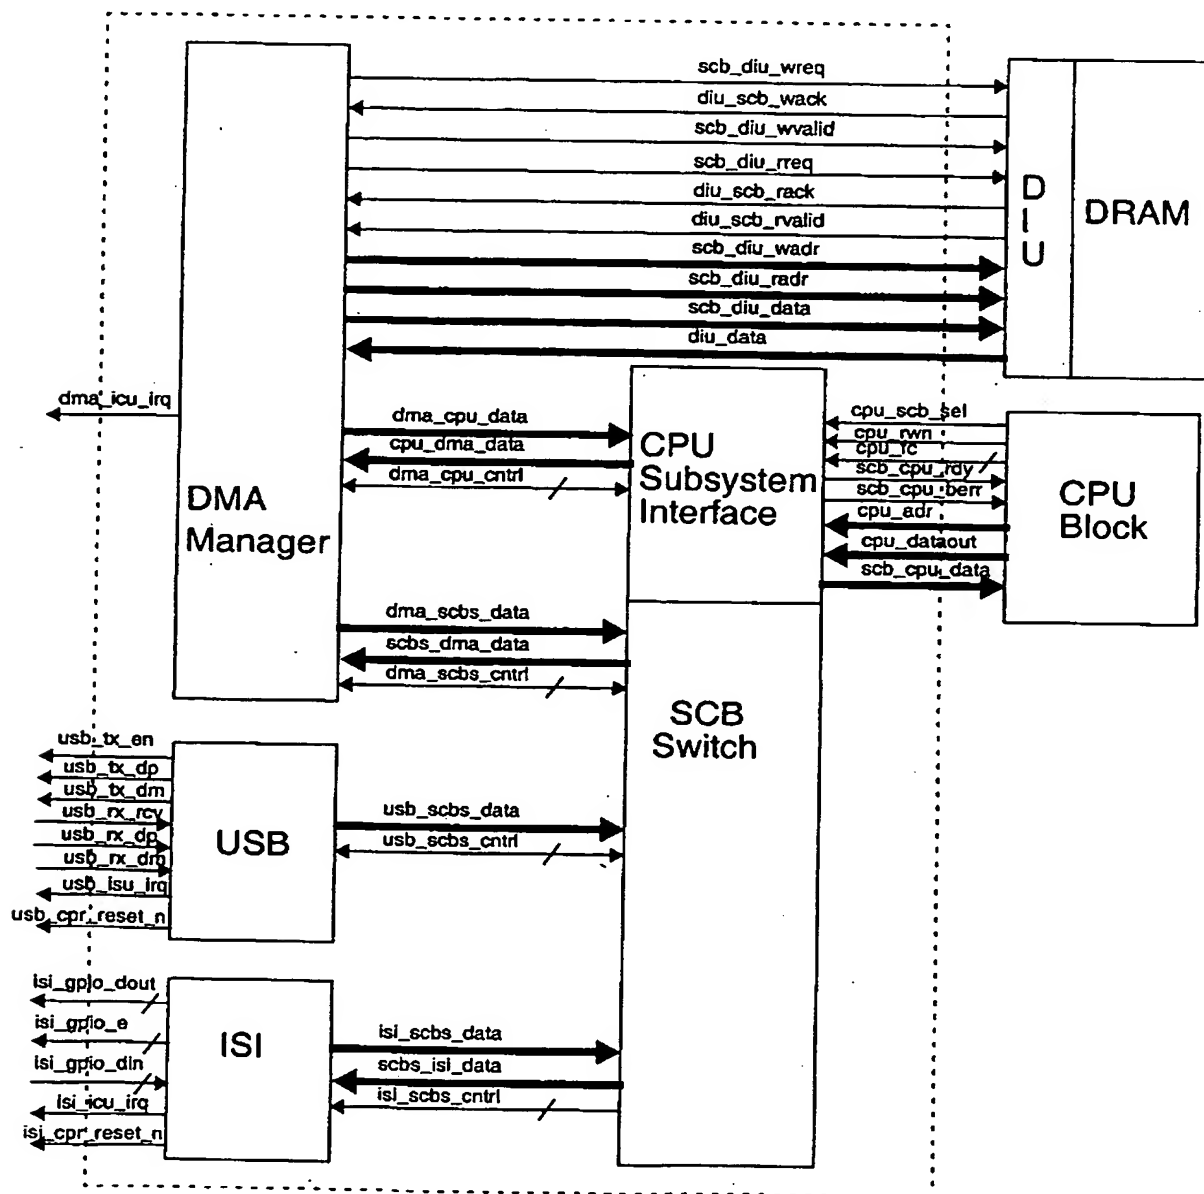 scb_diu_wreq
diu_scb_wack
scb_diu_wvalid
scb_diu_rreq
diu_scb_rack
diu_scb_rvalid
scb_diu_wadr
scb_diu_radr
scb_diu_data
diu_data
D
I
U
DRAM
dma_icu_irq
DMA
Manager
dma_cpu_data
cpu_dma_data
dma_cpu_cntrl
CPU
Subsystem
Interface
cpu_scb_sel
cpu_rwn
cpu_fc
scb_cpu_rdy
scb_cpu_berr
cpu_adr
cpu_dataout
scb_cpu_data
CPU
Block
dma_scbs_data
scbs_dma_data
dma_scbs_cntrl
SCB
Switch
usb_tx_en
usb_tx_dp
usb_tx_dm
usb_rx_rcv
usb_rx_dp
usb_rx_dm
usb_isu_irq
usb_cpr_reset_n
USB
usb_scbs_data
usb_scbs_cntrl
isi_gpio_dout
isi_gpio_e
isi_gpio_din
isi_icu_irq
isi_cpr_reset_n
ISI
isi_scbs_data
scbs_isi_data
isi_scbs_cntrl